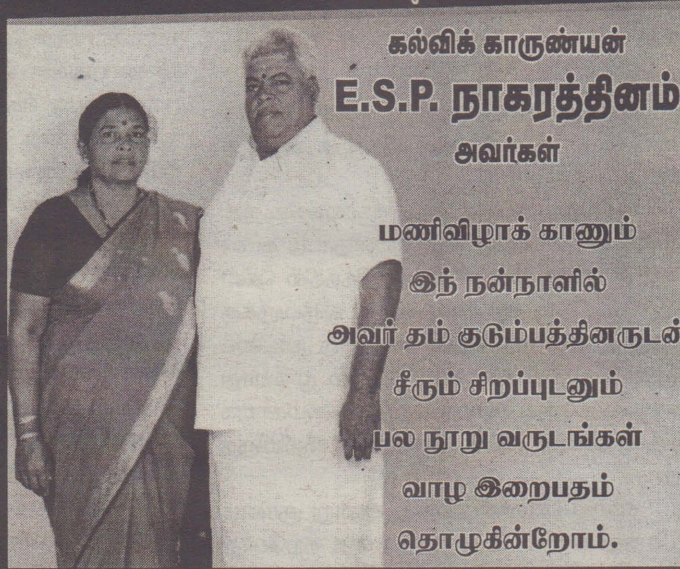 கல்விக் காருண்யன்
E.S.P. நாகரத்தினம்
அவர்கள்
மணிவிழாக் காணும்
இந் நன்நாளில்
அவர் தம் குடும்பத்தினருடன்
சீரும் சிறப்புடனும்
பல நூறு வருடங்கள்
வாழ இறைபதம்
தொழுகின்றோம்.